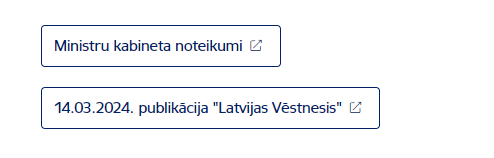 Ministru kabineta noteikumi
14.03.2024. publikācija "Latvijas Vēstnesis"